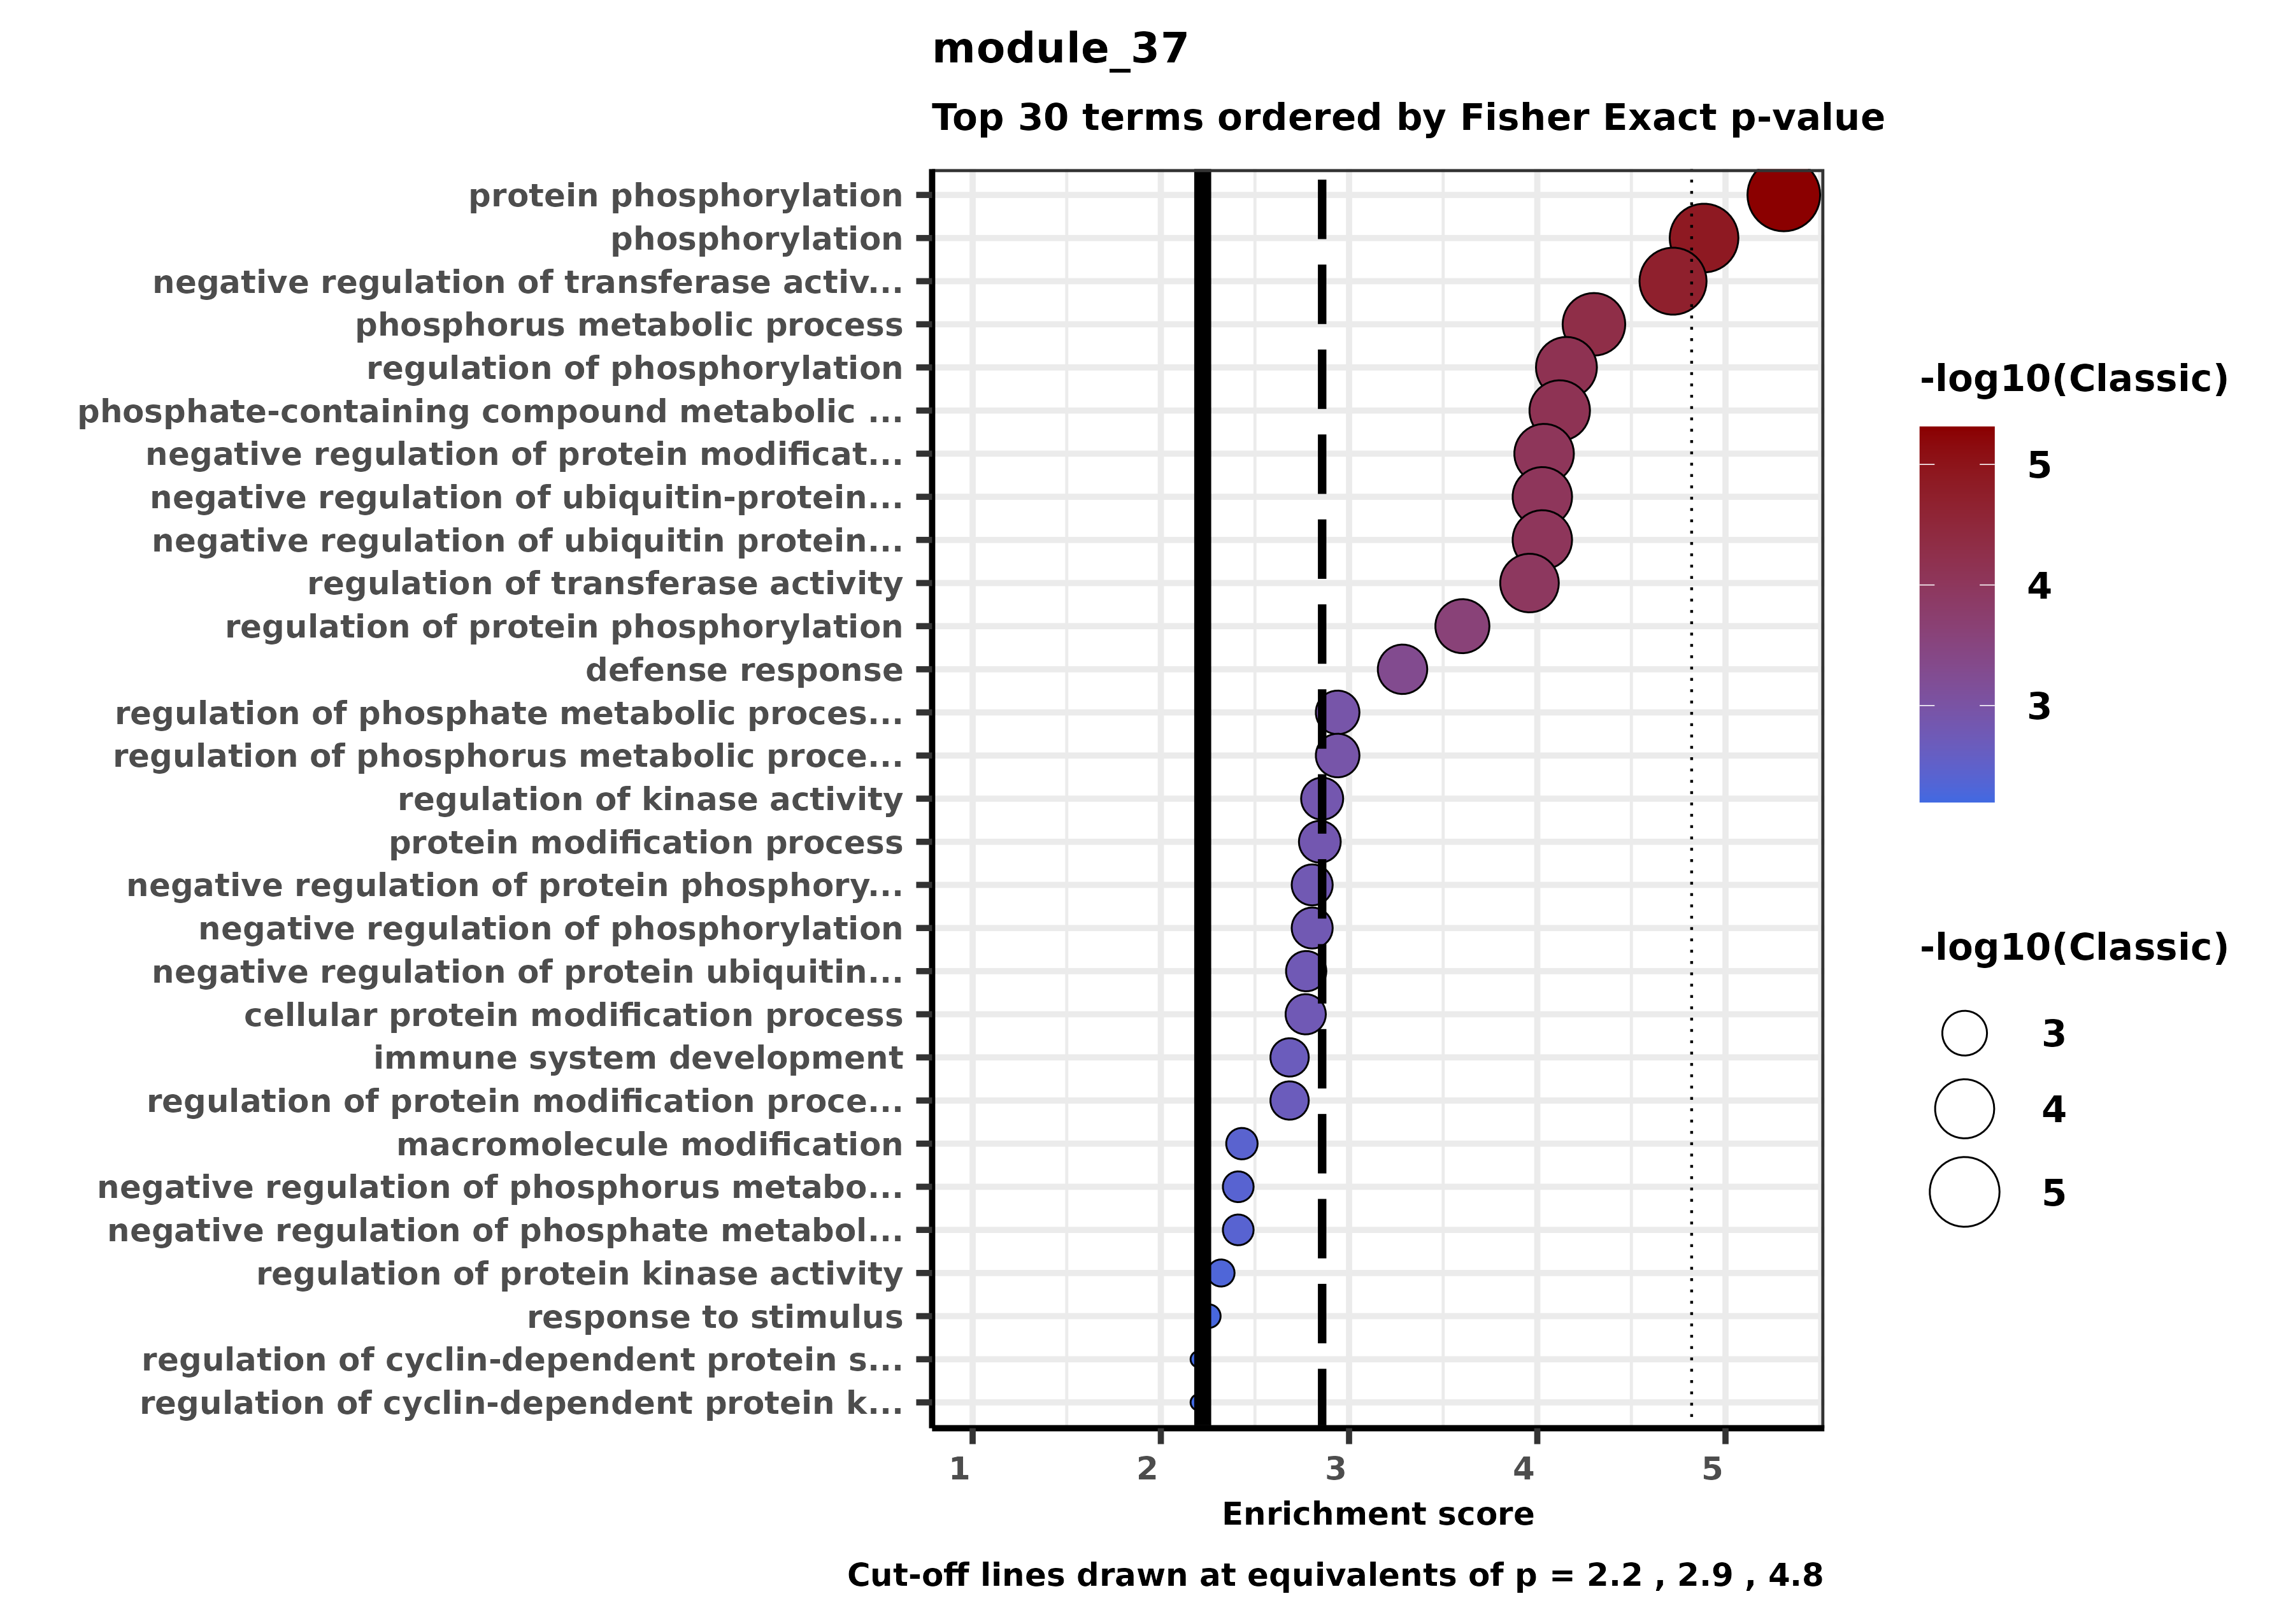 module_37
Top 30 terms ordered by Fisher Exact p-value
protein phosphorylation
phosphorylation
negative regulation of transferase activ...
phosphorus metabolic process
regulation of phosphorylation
phosphate-containing compound metabolic ...
negative regulation of protein modificat...
negative regulation of ubiquitin-protein...
negative regulation of ubiquitin protein...
regulation of transferase activity
regulation of protein phosphorylation
defense response
regulation of phosphate metabolic proces...
regulation of phosphorus metabolic proce...
regulation of kinase activity
protein modification process
negative regulation of protein phosphory...
negative regulation of phosphorylation
negative regulation of protein ubiquitin...
cellular protein modification process
immune system development
regulation of protein modification proce...
macromolecule modification
negative regulation of phosphorus metabo...
negative regulation of phosphate metabol...
regulation of protein kinase activity
response to stimulus
regulation of cyclin-dependent protein s...
regulation of cyclin-dependent protein k...
1 2 3 4 5
Enrichment score
Cut-off lines drawn at equivalents of p = 2.2 , 2.9 , 4.8
-log10(Classic)
5
4
3
-log10(Classic)
3
4
5